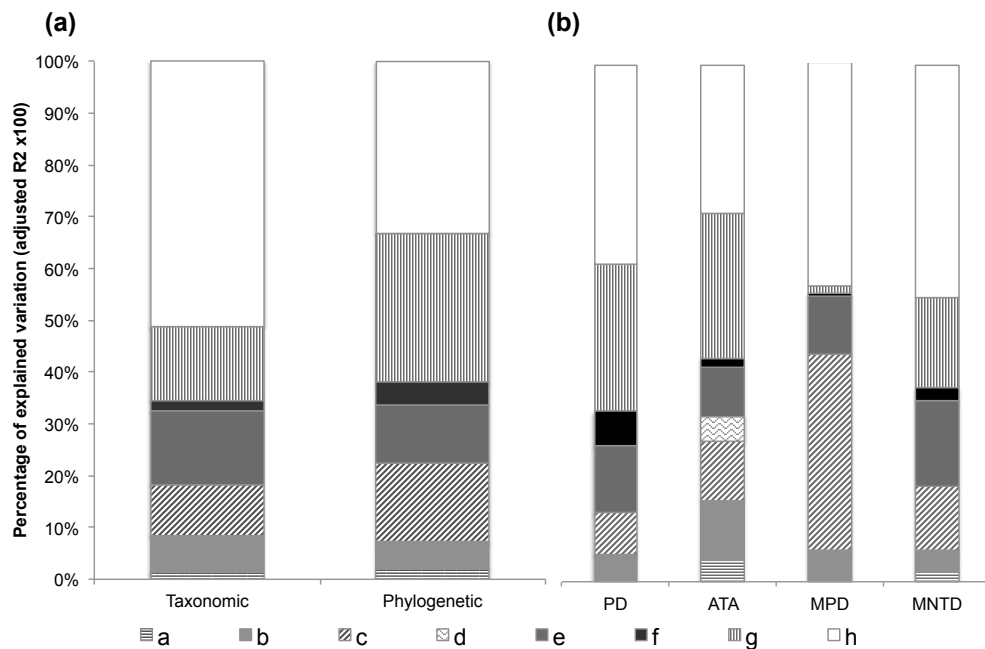 (a)
(b)
Percentage of explained variation (adjusted R2 x100)
100%
90%
80%
70%
60%
50%
40%
30%
20%
10%
0%
Taxonomic
Phylogenetic
PD
ATA
MPD
MNTD
a
b
c
d
e
f
g
h